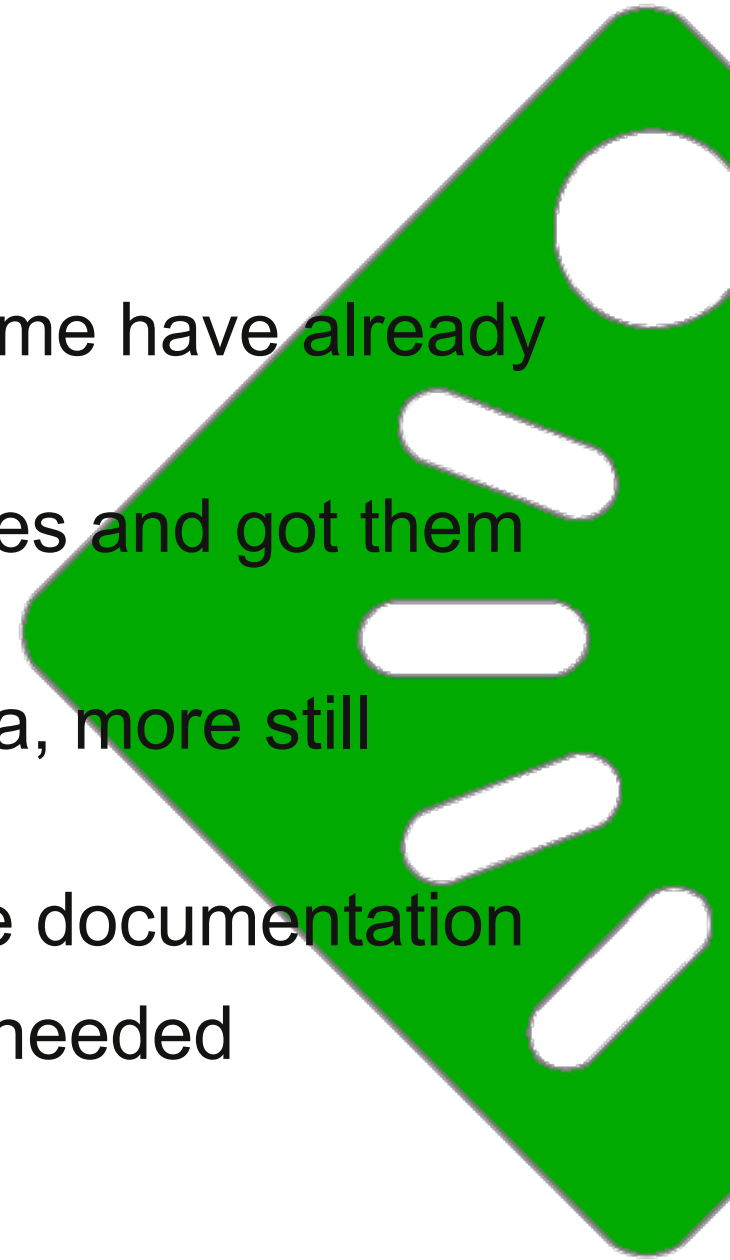 me have already
es and got them
a, more still
e documentation
needed